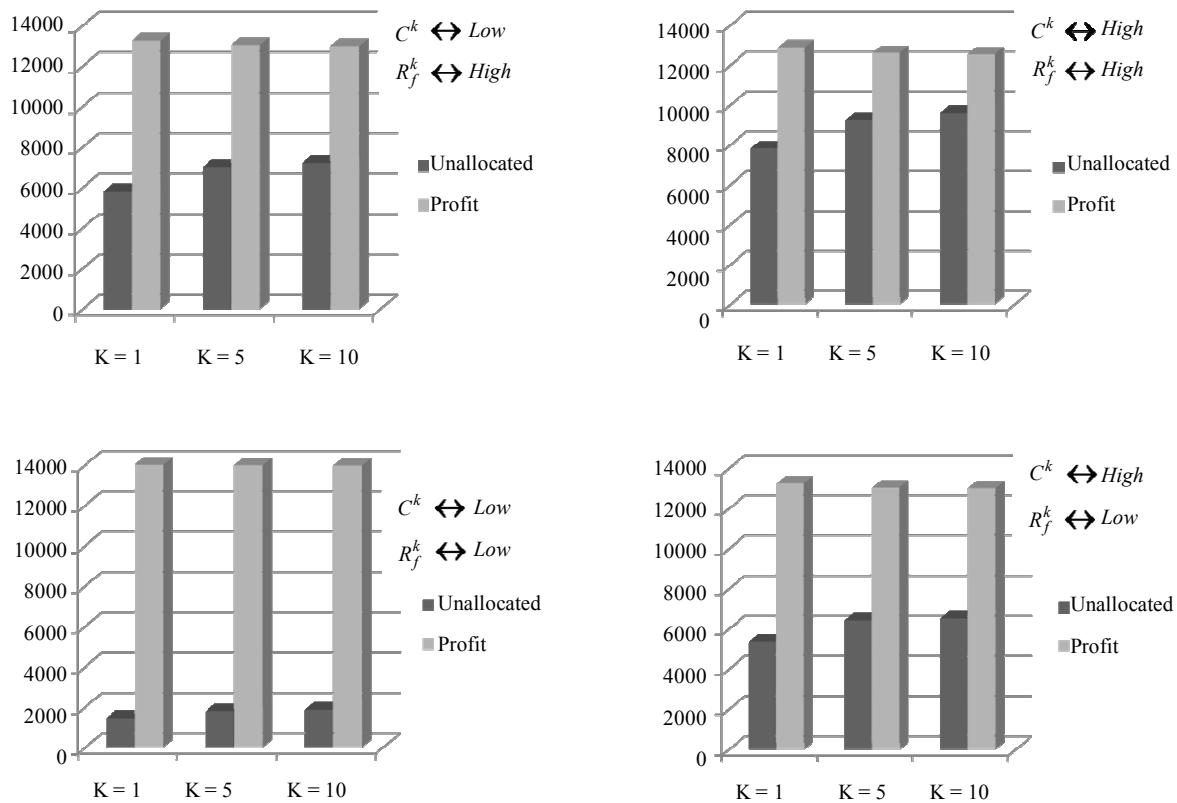 14000
12000
10000
8000
6000
4000
2000
0
K = 1 K = 5 K = 10
C^k ↔ Low
R_f^k ↔ High
Unallocated
Profit
14000
12000
10000
8000
6000
4000
2000
0
K = 1 K = 5 K = 10
C^k ↔ High
R_f^k ↔ High
Unallocated
Profit
14000
12000
10000
8000
6000
4000
2000
0
K = 1 K = 5 K = 10
C^k ↔ Low
R_f^k ↔ Low
Unallocated
Profit
14000
12000
10000
8000
6000
4000
2000
0
K = 1 K = 5 K = 10
C^k ↔ High
R_f^k ↔ Low
Unallocated
Profit